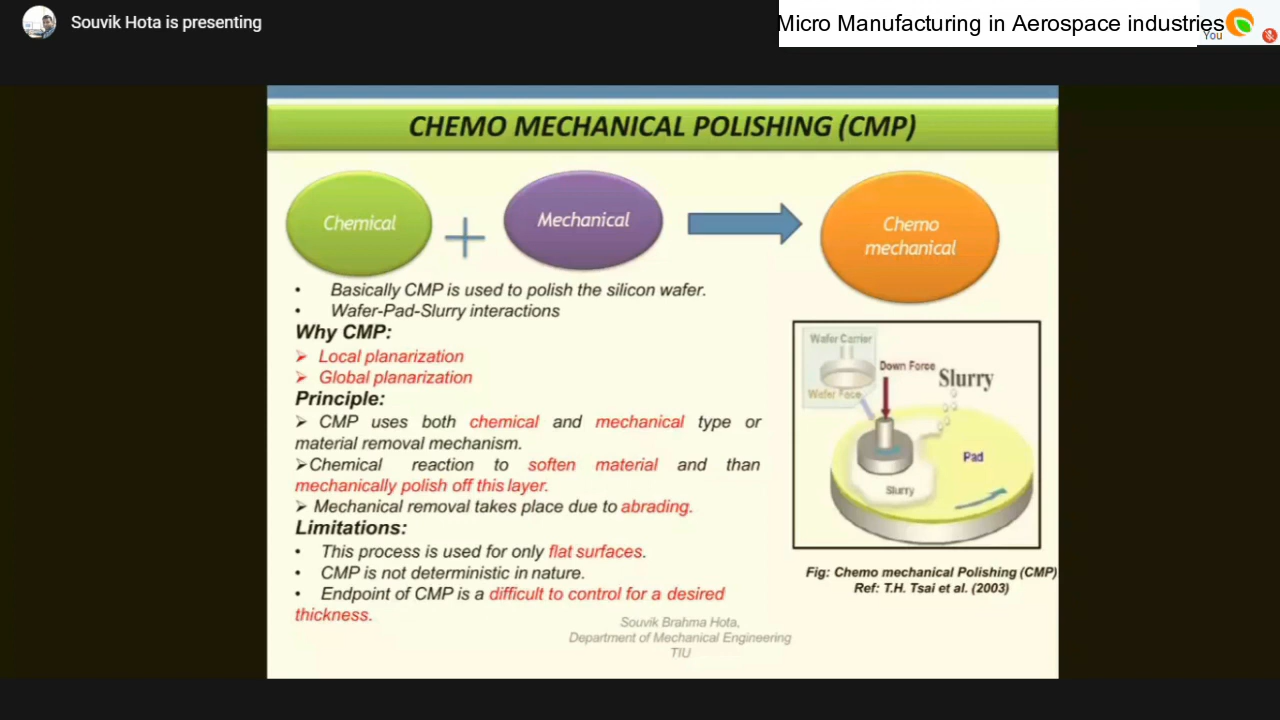 Souvik Hota is presenting
Micro Manufacturing in Aerospace industries
You
CHEMO MECHANICAL POLISHING (CMP)
Chemical
Mechanical
Chemo
mechanical
• Basically CMP is used to polish the silicon wafer.
• Wafer-Pad-Slurry interactions
Why CMP:
➢ Local planarization
➢ Global planarization
Principle:
➢ CMP uses both chemical and mechanical type or
material removal mechanism.
➢Chemical reaction to soften material and than
mechanically polish off this layer.
➢ Mechanical removal takes place due to abrading.
Limitations:
• This process is used for only flat surfaces.
• CMP is not deterministic in nature.
• Endpoint of CMP is a difficult to control for a desired
thickness.
Wafer Carrier
Down Force
Slurry
Wafer Face
Pad
Slurry
Fig: Chemo mechanical Polishing (CMP)
Ref: T.H. Tsai et al. (2003)
Souvik Brahma Hota,
Department of Mechanical Engineering
TIU